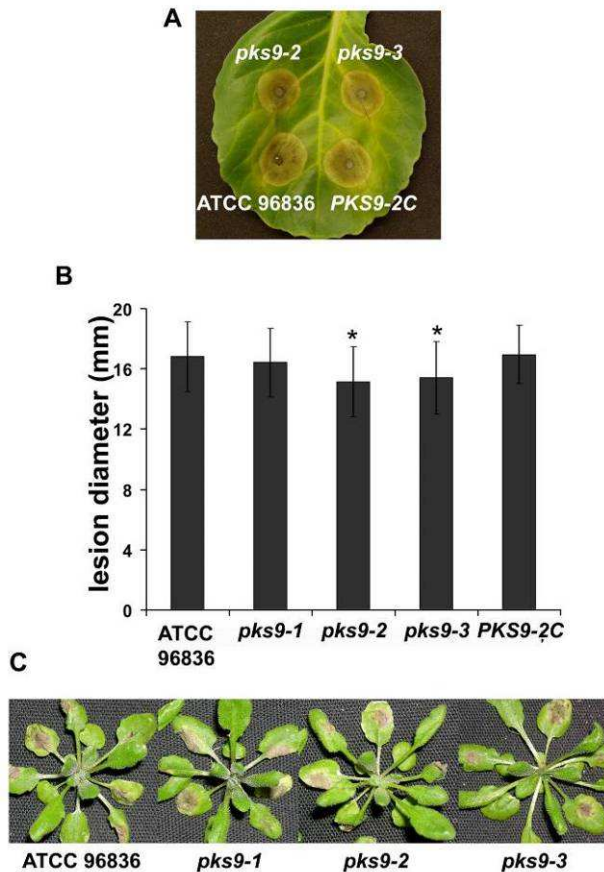 A
pks9-2 pks9-3
ATCC 96836 PKS9-2C
B
20
16
12
8
4
0
lesion diameter (mm)
* *
ATCC pks9-1 pks9-2 pks9-3 PKS9-2C
96836
C
ATCC 96836 pks9-1 pks9-2 pks9-3